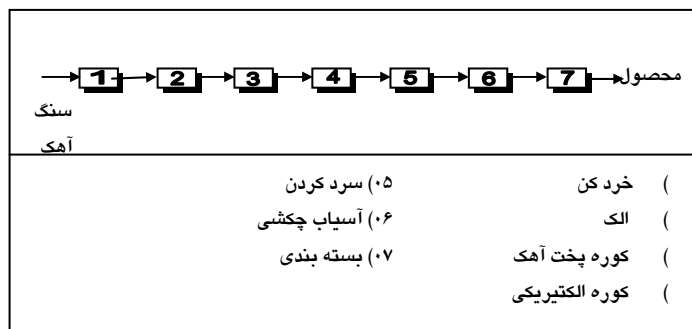 1 2 3 4 5 6 7 محصول
سنگ
آهک
) خرد کن
) الک
) کوره پخت آهک
) کوره الکتیریکی
۰۵) سرد کردن
۰۶) آسیاب چکشی
۰۷) بسته بندی